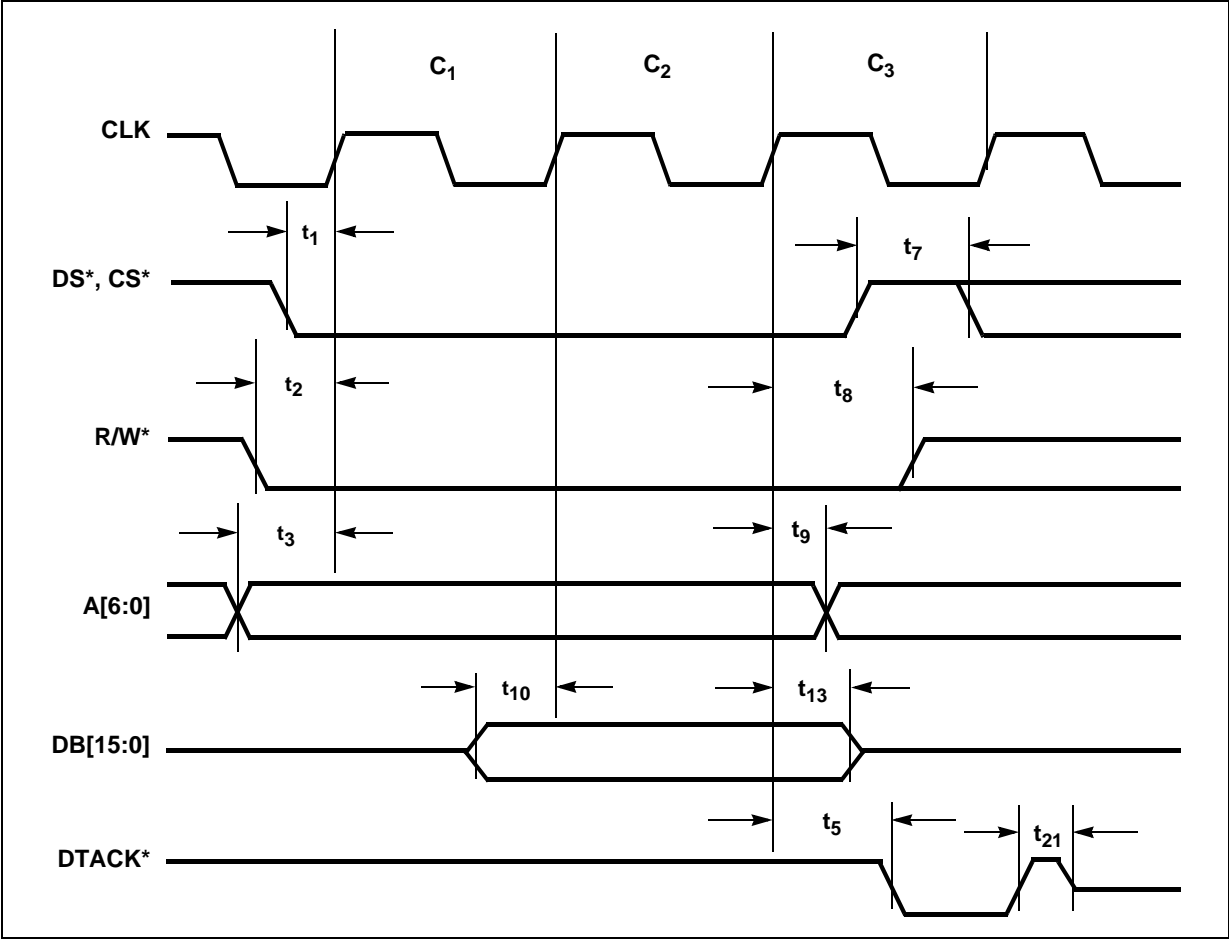 C1 C2 C3
CLK
t1
DS*, CS* t7
t2 t8
R/W*
t3 t9
A[6:0]
t10 t13
DB[15:0]
t5 t21
DTACK*